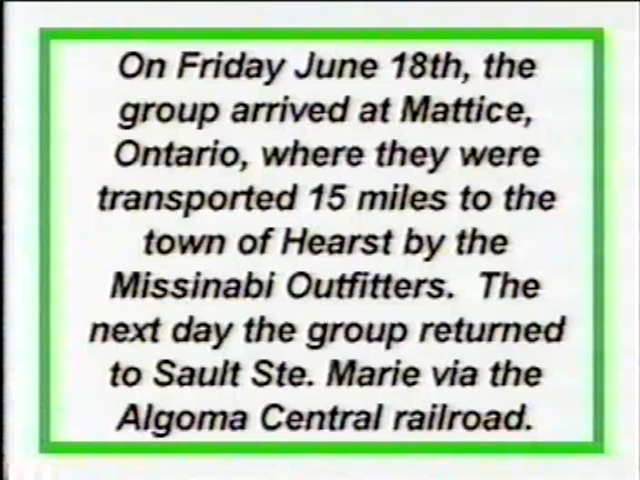 On Friday June 18th, the
group arrived at Mattice,
Ontario, where they were
transported 15 miles to the
town of Hearst by the
Missinabi Outfitters.  The
next day the group returned
to Sault Ste. Marie via the
Algoma Central railroad.